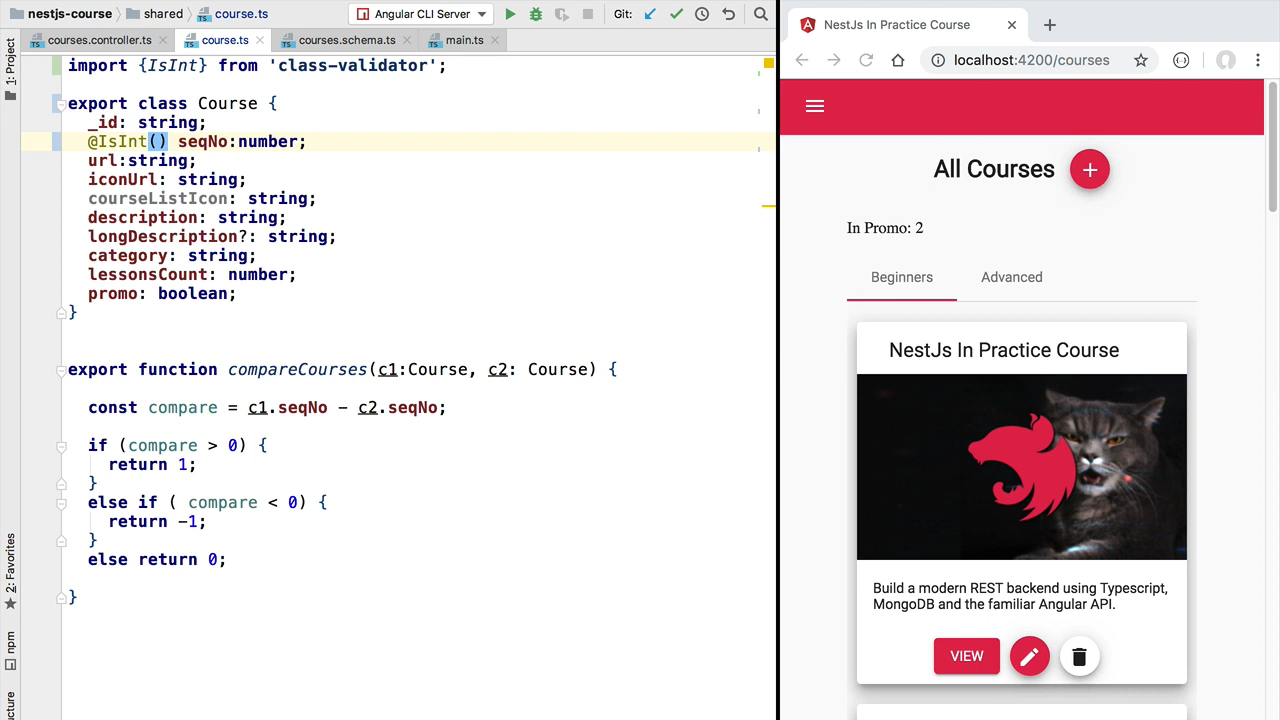 nestjs-course shared course.ts Angular CLI Server Git:
courses.controller.ts course.ts courses.schema.ts main.ts
1: Project
2: Favorites
npm
import {IsInt} from 'class-validator';
export class Course {
_id: string;
@IsInt() seqNo:number;
url:string;
iconUrl: string;
courseListIcon: string;
description: string;
longDescription?: string;
category: string;
lessonsCount: number;
promo: boolean;
}
export function compareCourses(c1:Course, c2: Course) {
const compare = c1.seqNo - c2.seqNo;
if (compare > 0) {
return 1;
}
else if ( compare < 0) {
return -1;
}
else return 0;
}
NestJs In Practice Course
localhost:4200/courses
All Courses
In Promo: 2
Beginners Advanced
NestJs In Practice Course
Build a modern REST backend using Typescript,
MongoDB and the familiar Angular API.
VIEW